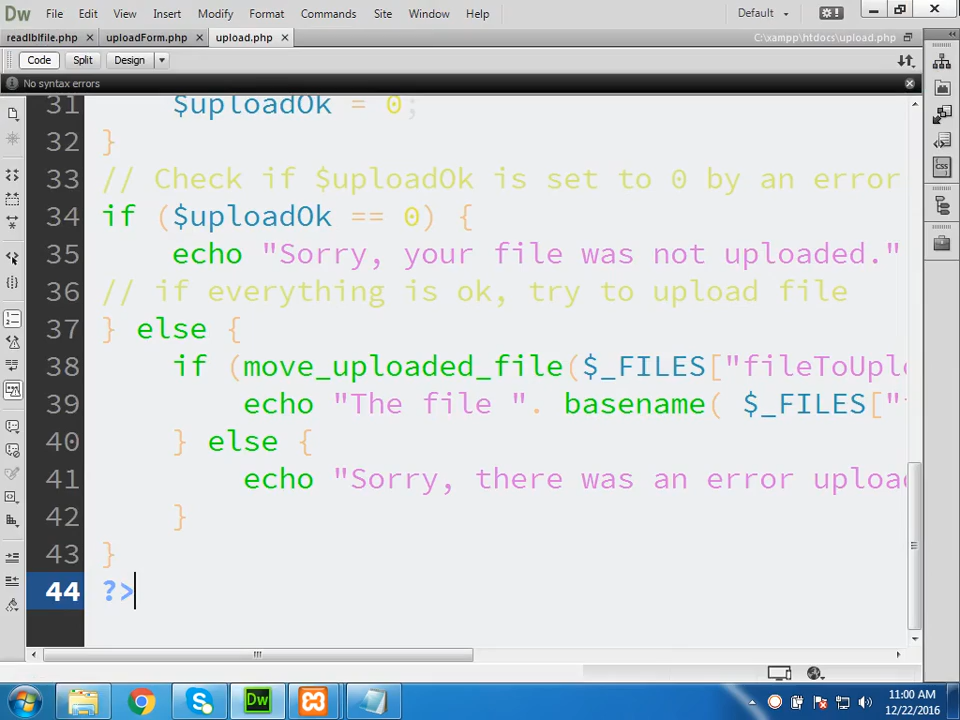 Dw File Edit View Insert Modify Format Commands Site Window Help Default
readlblfile.php × uploadForm.php × upload.php × C:\xampp\htdocs\upload.php
Code Split Design
No syntax errors
31 $uploadOk = 0;
32 }
33 // Check if $uploadOk is set to 0 by an error
34 if ($uploadOk == 0) {
35 echo "Sorry, your file was not uploaded."
36 // if everything is ok, try to upload file
37 } else {
38 if (move_uploaded_file($_FILES["fileToUplo
39 echo "The file ". basename( $_FILES["
40 } else {
41 echo "Sorry, there was an error upload
42 }
43 }
44 ?>
Dw
11:00 AM
12/22/2016